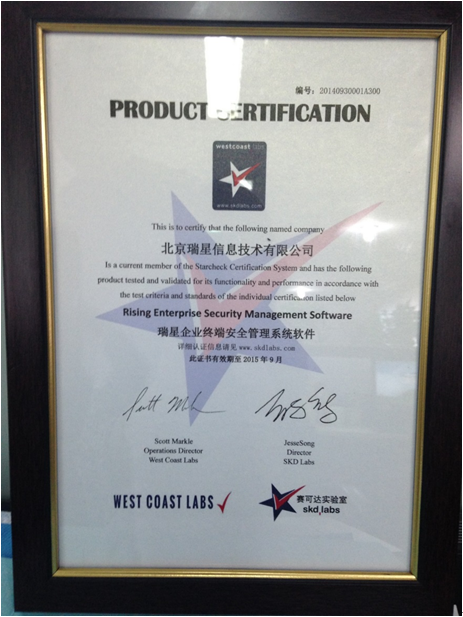 编号: 20140930001A300
PRODUCT CERTIFICATION
westcoast
www.skdlabs.com
This is to certify that the following named company
北京瑞星信息技术有限公司
Is a current member of the Starcheck Certification System and has the following
product tested and validated for its functionality and performance in accordance with
the test criteria and standards of the individual certification listed below
Rising Enterprise Security Management Software
瑞星企业终端安全管理系统软件
详细认证信息请见 www.skdlabs.com
此证书有效期至 2015 年 9 月
Scott Markle
Operations Director
West Coast Labs
JesseSong
Director
SKD Labs
WEST COAST LABS
赛可达实验室
skd labs